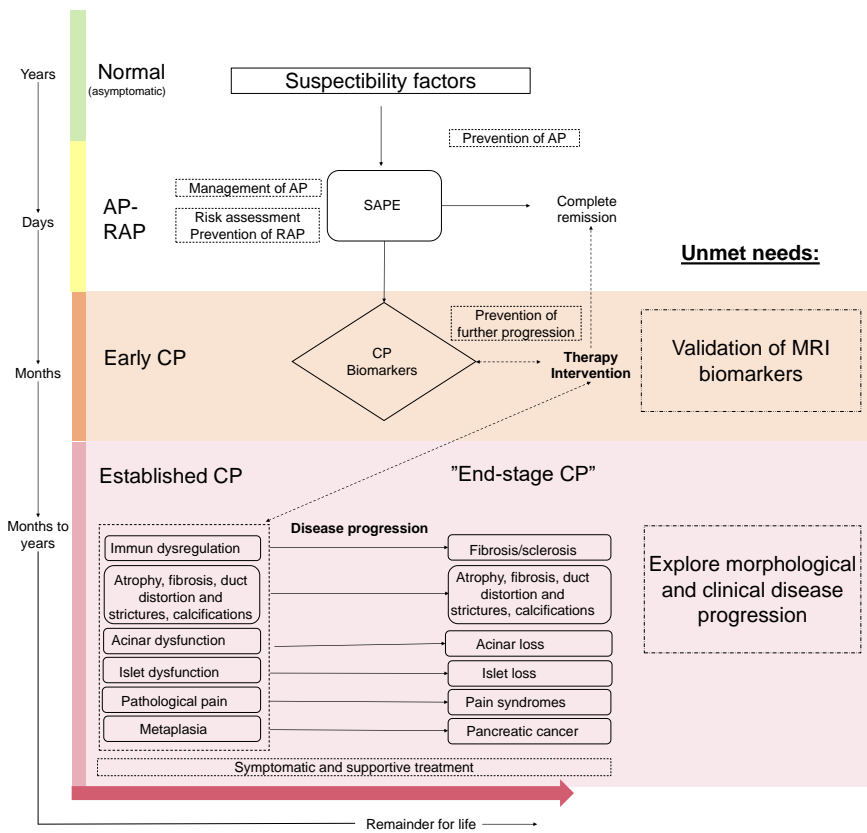 Years
Normal
(asymptomatic)
Suspectibility factors
Prevention of AP
Management of AP
Risk assessment
Prevention of RAP
AP-
RAP
Days
SAPE
Complete
remission
Unmet needs:
Early CP
Months
CP
Biomarkers
Prevention of
further progression
Therapy
Intervention
Validation of MRI
biomarkers
Established CP
"End-stage CP"
Months to
years
Disease progression
Immun dysregulation
Fibrosis/sclerosis
Atrophy, fibrosis, duct
distortion and
strictures, calcifications
Atrophy, fibrosis, duct
distortion and
strictures, calcifications
Acinar dysfunction
Acinar loss
Islet dysfunction
Islet loss
Pathological pain
Pain syndromes
Metaplasia
Pancreatic cancer
Explore morphological
and clinical disease
progression
Symptomatic and supportive treatment
Remainder for life